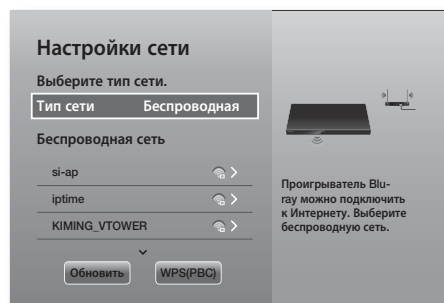 Настройки сети
Выберите тип сети.
Тип сети Беспроводная
Беспроводная сеть
si-ap
iptime
KIMING_VTOWER
Обновить WPS(PBC)
Проигрыватель Blu-
ray можно подключить
к Интернету. Выберите
беспроводную сеть.